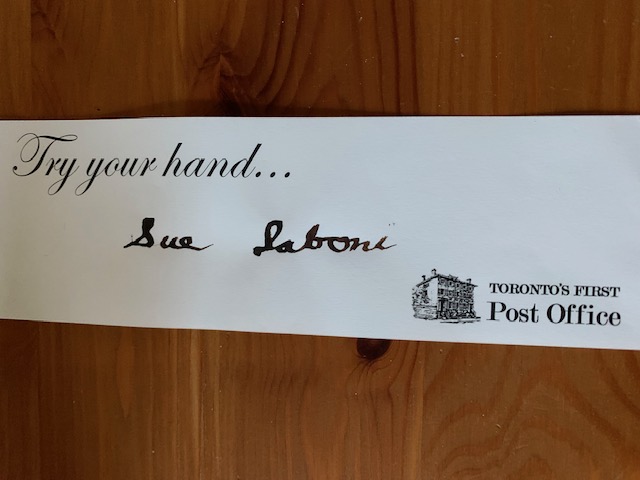 Try your hand...
Sue Saboni
TORONTO'S FIRST
Post Office